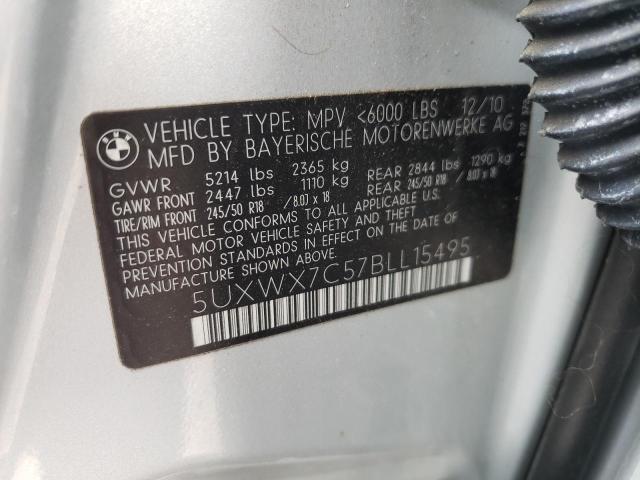 BMW
VEHICLE TYPE: MPV <6000 LBS 12/10
MFD BY BAYERISCHE MOTORENWERKE AG
GVWR 5214 lbs 2365 kg
GAWR FRONT 2447 lbs 1110 kg REAR 2844 lbs 1290 kg
TIRE/RIM FRONT 245/50 R18 / 8.0J x 18 REAR 245/50 R18 / 8.0J x 18
THIS VEHICLE CONFORMS TO ALL APPLICABLE U.S.
FEDERAL MOTOR VEHICLE SAFETY AND THEFT
PREVENTION STANDARDS IN EFFECT ON THE DATE OF
MANUFACTURE SHOWN ABOVE.
5UXWX7C57BLL15495